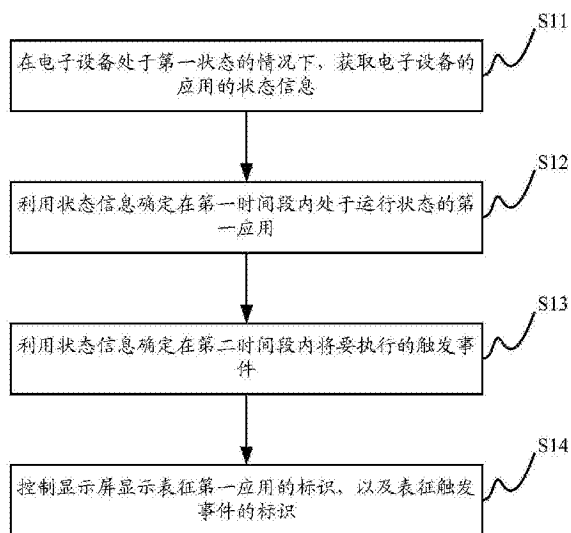 S11
在电子设备处于第一状态的情况下，获取电子设备的
应用的状态信息
S12
利用状态信息确定在第一时间段内处于运行状态的第
一应用
S13
利用状态信息确定在第二时间段内将要执行的触发事
件
S14
控制显示屏显示表征第一应用的标识，以及表征触发
事件的标识